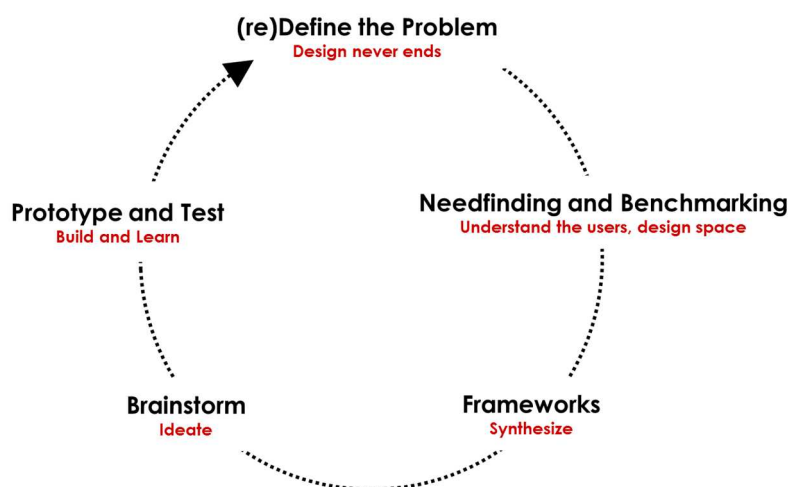 (re)Define the Problem
Design never ends
Needfinding and Benchmarking
Understand the users, design space
Frameworks
Synthesize
Brainstorm
Ideate
Prototype and Test
Build and Learn